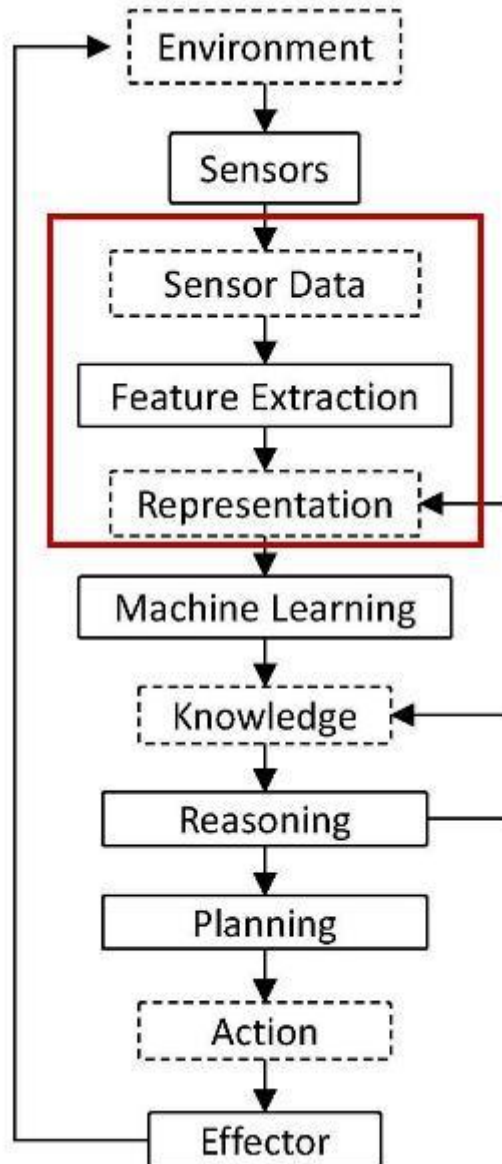 Environment
Sensors
Sensor Data
Feature Extraction
Representation
Machine Learning
Knowledge
Reasoning
Planning
Action
Effector